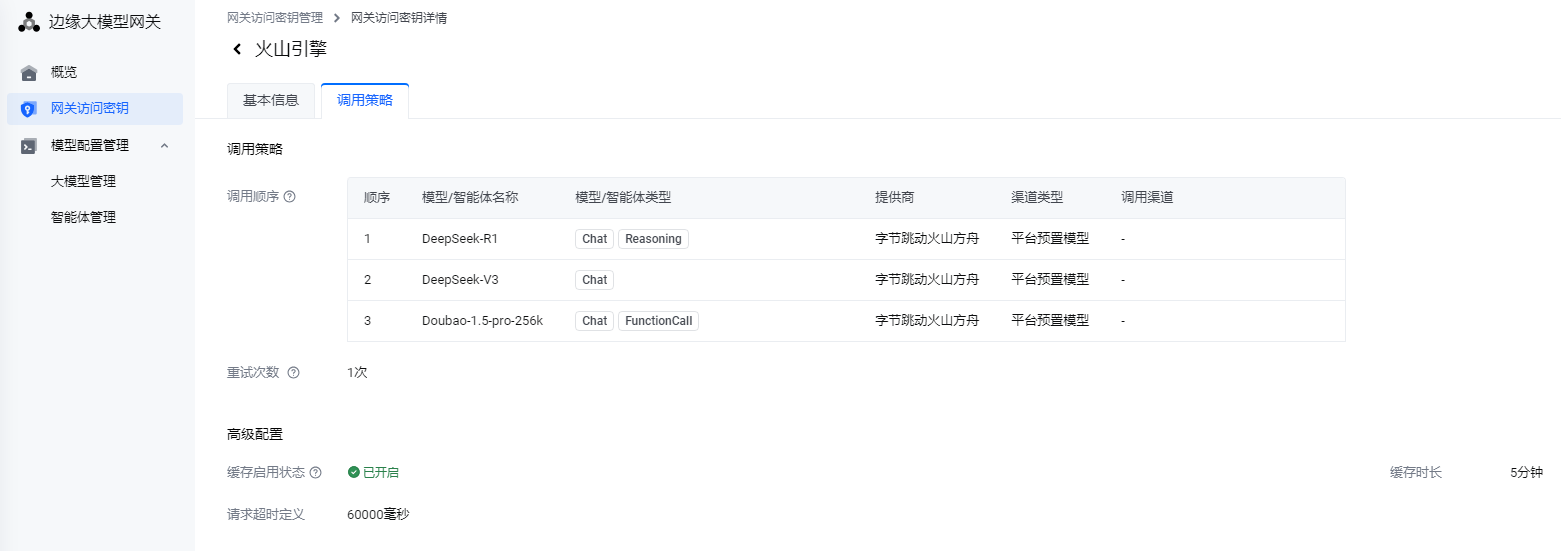 边缘大模型网关
概览
网关访问密钥
模型配置管理
大模型管理
智能体管理
网关访问密钥管理 > 网关访问密钥详情
火山引擎
基本信息 调用策略
调用策略
调用顺序
顺序 模型/智能体名称 模型/智能体类型 提供商 渠道类型 调用渠道
1 DeepSeek-R1 Chat Reasoning 字节跳动火山方舟 平台预置模型 -
2 DeepSeek-V3 Chat 字节跳动火山方舟 平台预置模型 -
3 Doubao-1.5-pro-256k Chat FunctionCall 字节跳动火山方舟 平台预置模型 -
重试次数 1次
高级配置
缓存启用状态 已开启 缓存时长 5分钟
请求超时定义 60000毫秒